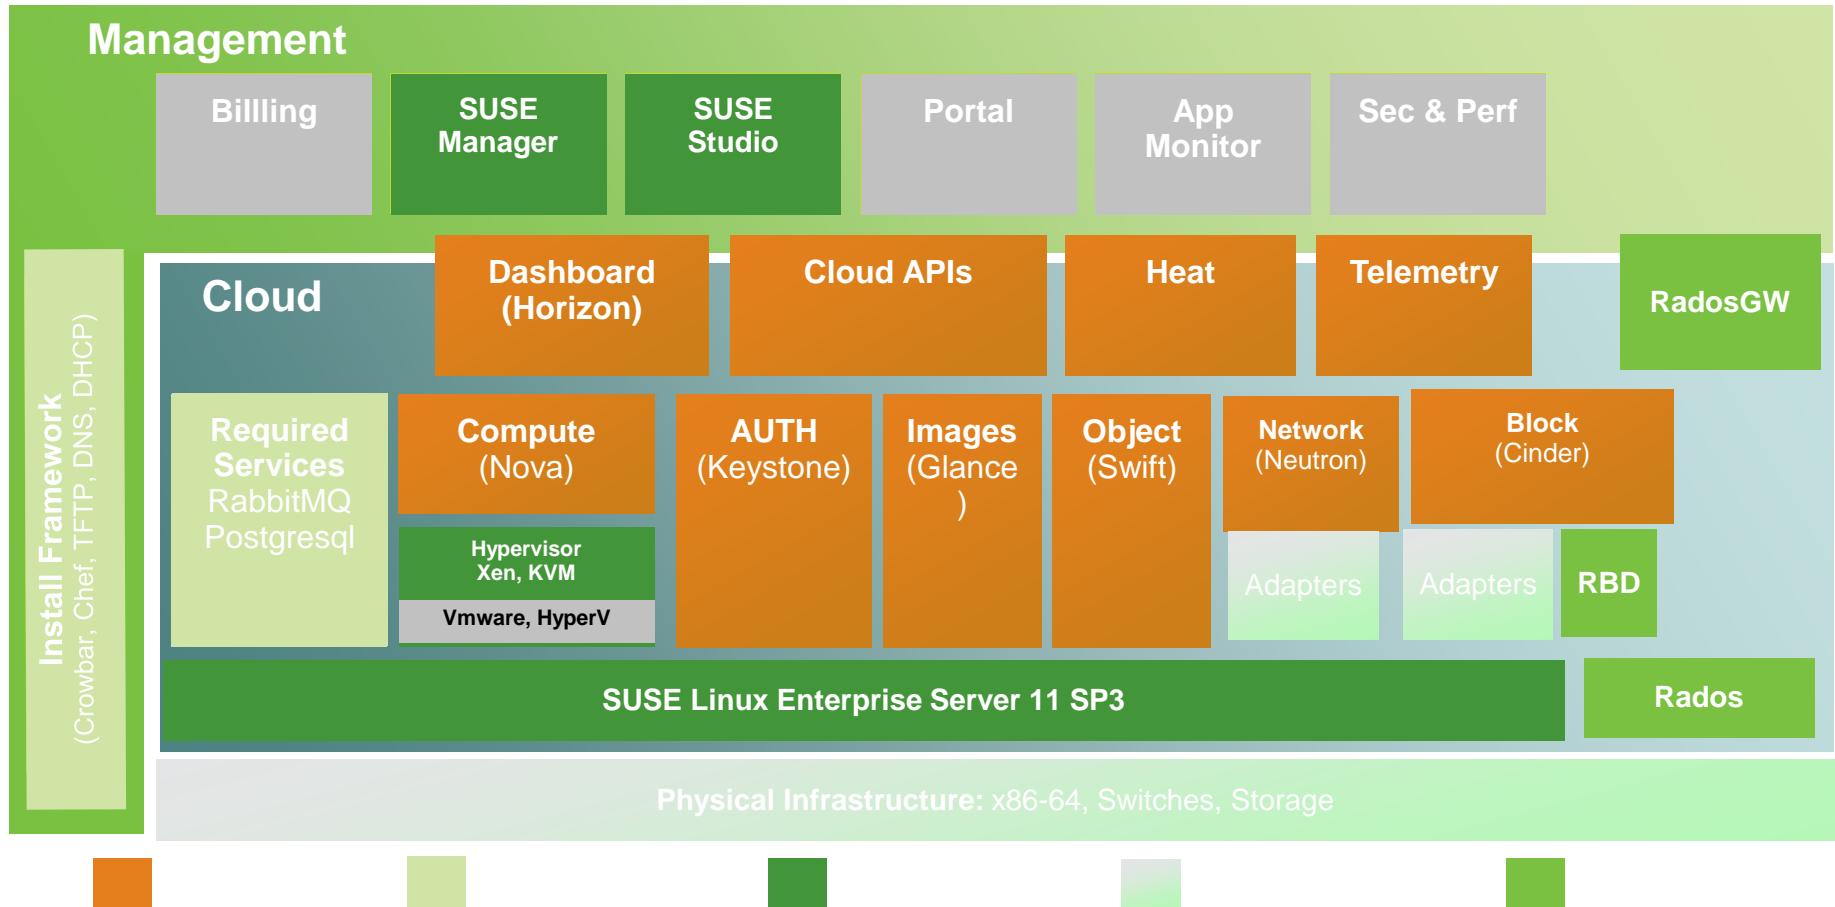 Management
Billling
SUSE
Manager
SUSE
Studio
Portal
App
Monitor
Sec & Perf
Install Framework
(Crowbar, Chef, TFTP, DNS, DHCP)
Cloud
Dashboard
(Horizon)
Cloud APIs
Heat
Telemetry
RadosGW
Required
Services
RabbitMQ
Postgresql
Compute
(Nova)
Hypervisor
Xen, KVM
Vmware, HyperV
AUTH
(Keystone)
Images
(Glance
)
Object
(Swift)
Network
(Neutron)
Adapters
Block
(Cinder)
Adapters
RBD
SUSE Linux Enterprise Server 11 SP3
Rados
Physical Infrastructure: x86-64, Switches, Storage